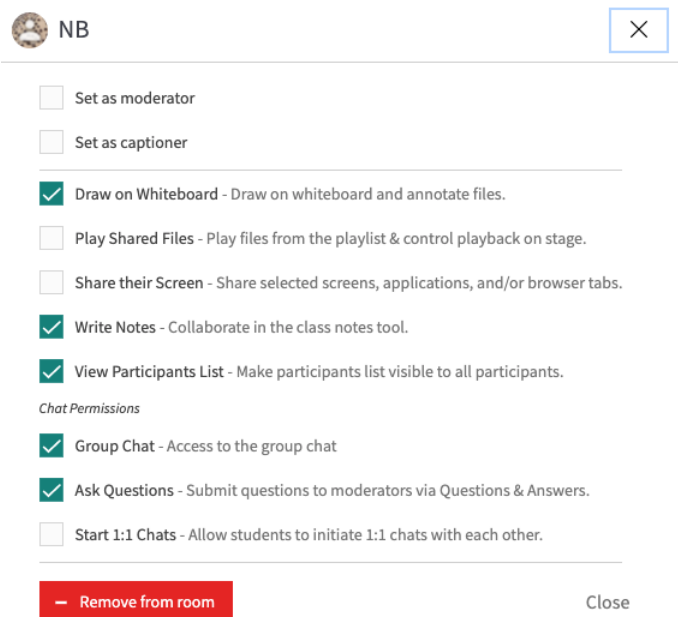 NB
Set as moderator
Set as captioner
Draw on Whiteboard - Draw on whiteboard and annotate files.
Play Shared Files - Play files from the playlist & control playback on stage.
Share their Screen - Share selected screens, applications, and/or browser tabs.
Write Notes - Collaborate in the class notes tool.
View Participants List - Make participants list visible to all participants.
Chat Permissions
Group Chat - Access to the group chat
Ask Questions - Submit questions to moderators via Questions & Answers.
Start 1:1 Chats - Allow students to initiate 1:1 chats with each other.
Remove from room
Close